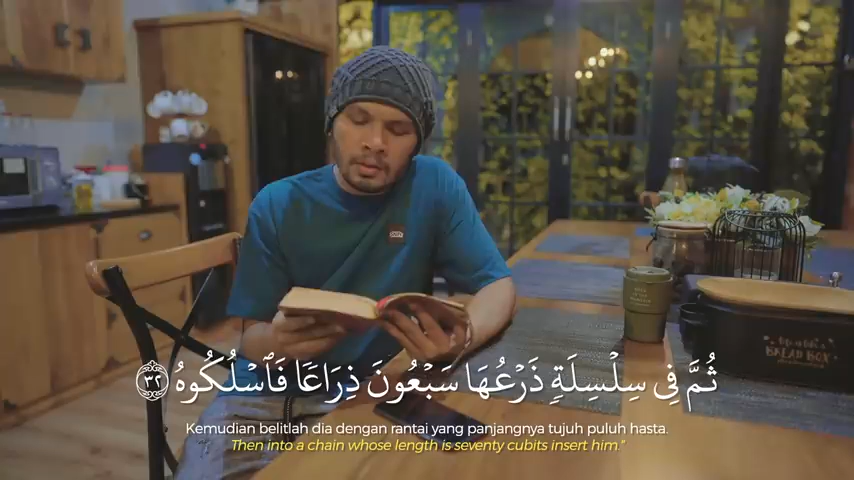 ثُمَّ فِي سِلْسِلَةٍ ذَرْعُهَا سَبْعُونَ ذِرَاعًا فَاسْلُكُوهُ ٣٢
Kemudian belitlah dia dengan rantai yang panjangnya tujuh puluh hasta.
Then into a chain whose length is seventy cubits insert him."
BREAD BOX